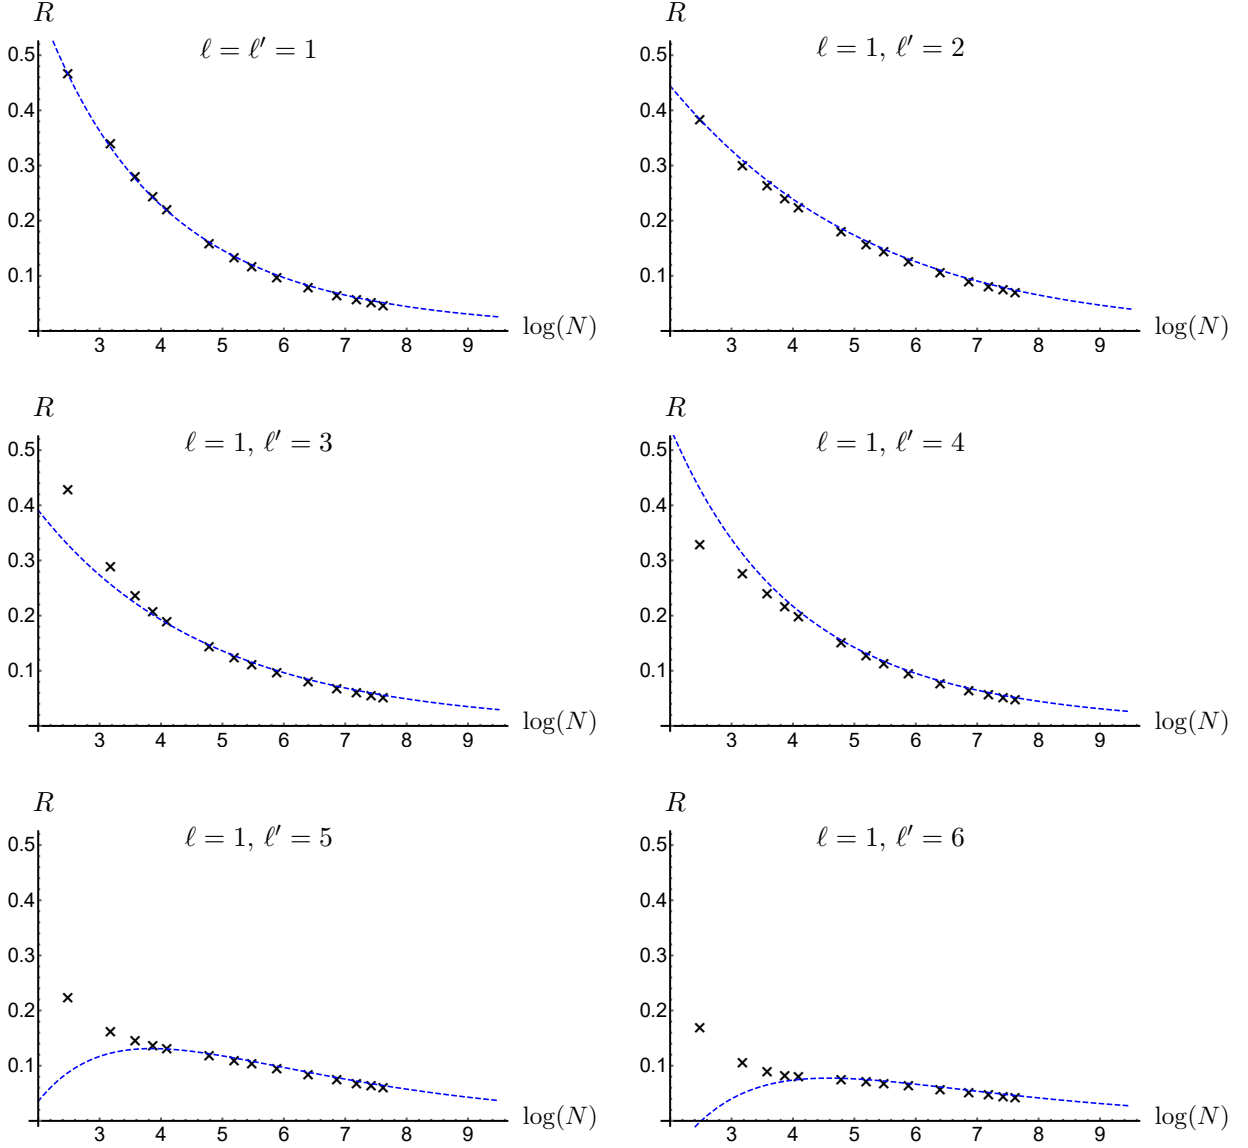 R
ℓ = ℓ′ = 1
0.5
0.4
0.3
0.2
0.1
3 4 5 6 7 8 9
log(N)
R
ℓ = 1, ℓ′ = 2
0.5
0.4
0.3
0.2
0.1
3 4 5 6 7 8 9
log(N)
R
ℓ = 1, ℓ′ = 3
0.5
0.4
0.3
0.2
0.1
3 4 5 6 7 8 9
log(N)
R
ℓ = 1, ℓ′ = 4
0.5
0.4
0.3
0.2
0.1
3 4 5 6 7 8 9
log(N)
R
ℓ = 1, ℓ′ = 5
0.5
0.4
0.3
0.2
0.1
3 4 5 6 7 8 9
log(N)
R
ℓ = 1, ℓ′ = 6
0.5
0.4
0.3
0.2
0.1
3 4 5 6 7 8 9
log(N)